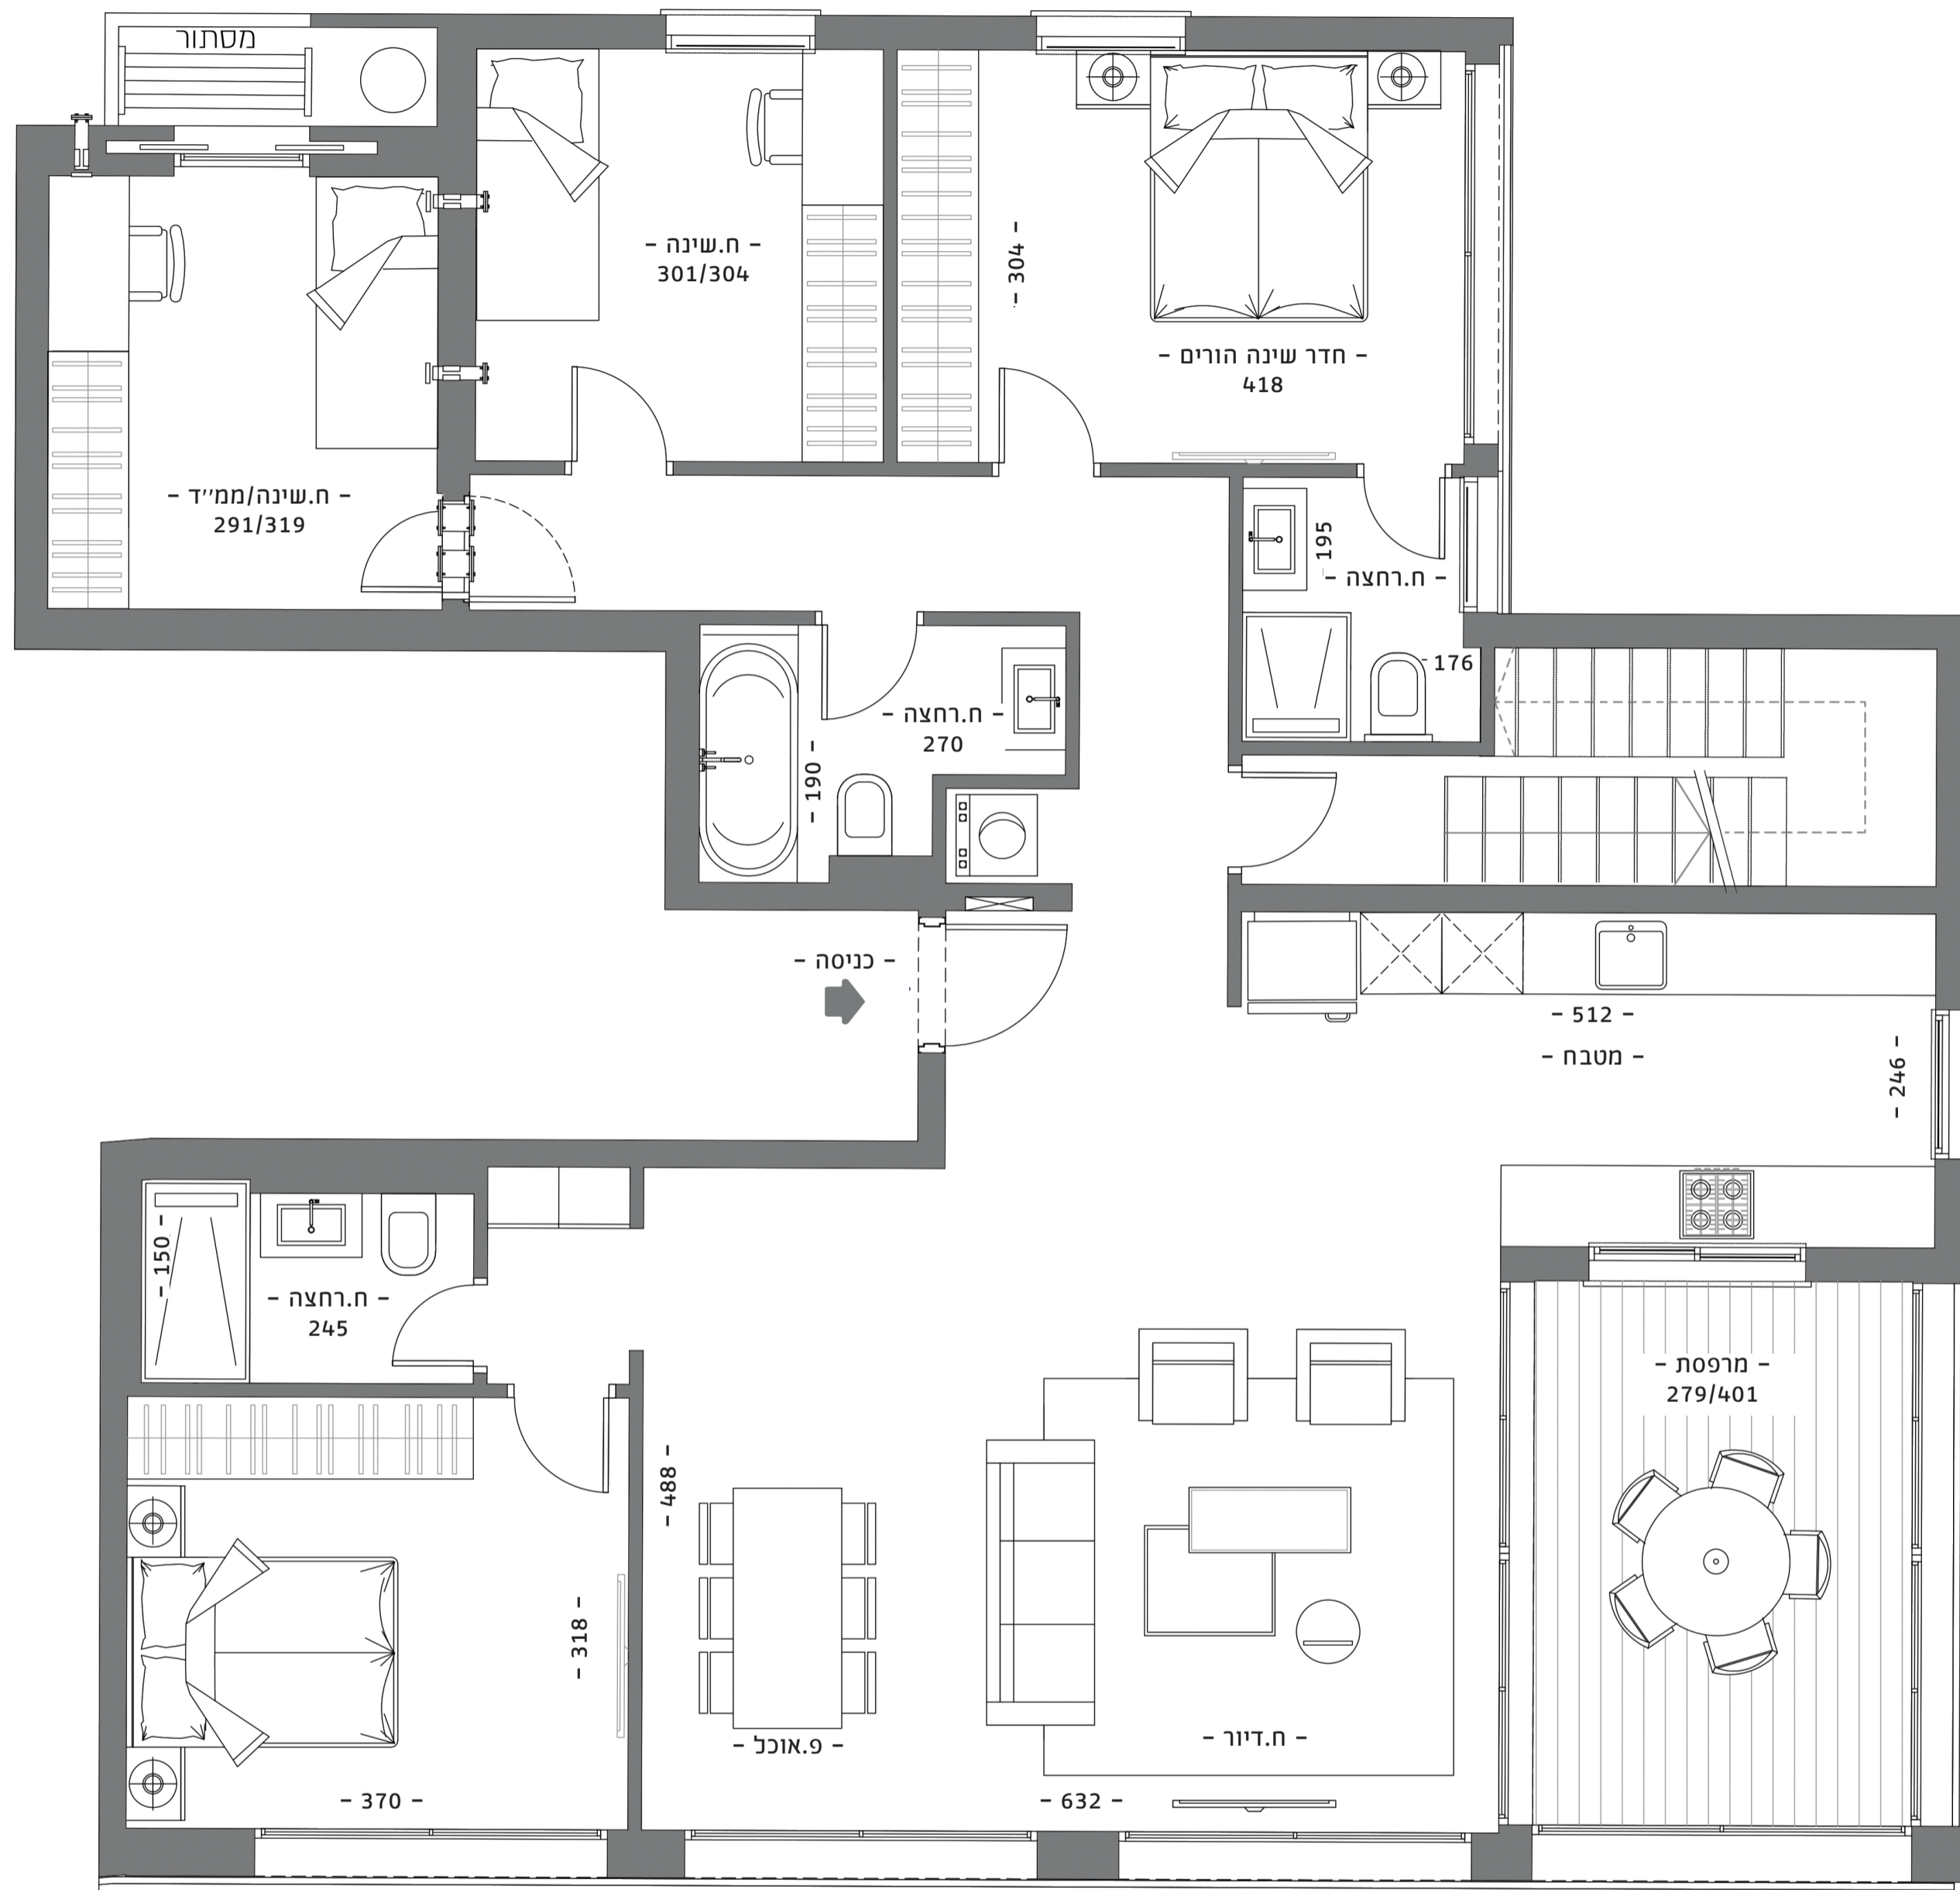 מסתור
- ח.שינה -
301/304
- 304 -
- חדר שינה הורים -
418
- ח.שינה/ממ״ד -
291/319
195
- ח.רחצה -
- 176
- ח.רחצה -
270
- 190 -
- כניסה -
- 512 -
- מטבח -
- 246 -
- 150 -
- ח.רחצה -
245
- מרפסת -
279/401
- 488 -
- 318 -
- פ.אוכל -
- ח.דיור -
- 370 -
- 632 -